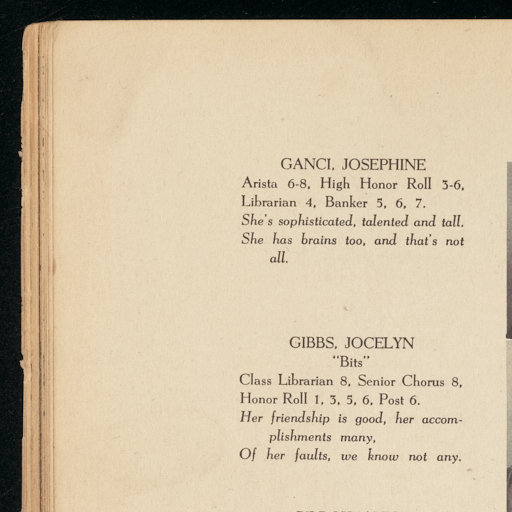 GANCI, JOSEPHINE
Arista 6-8, High Honor Roll 3-6,
Librarian 4, Banker 5, 6, 7.
She's sophisticated, talented and tall.
She has brains too, and that's not
all.
GIBBS, JOCELYN
"Bits"
Class Librarian 8, Senior Chorus 8,
Honor Roll 1, 3, 5, 6, Post 6.
Her friendship is good, her accom-
plishments many,
Of her faults, we know not any.